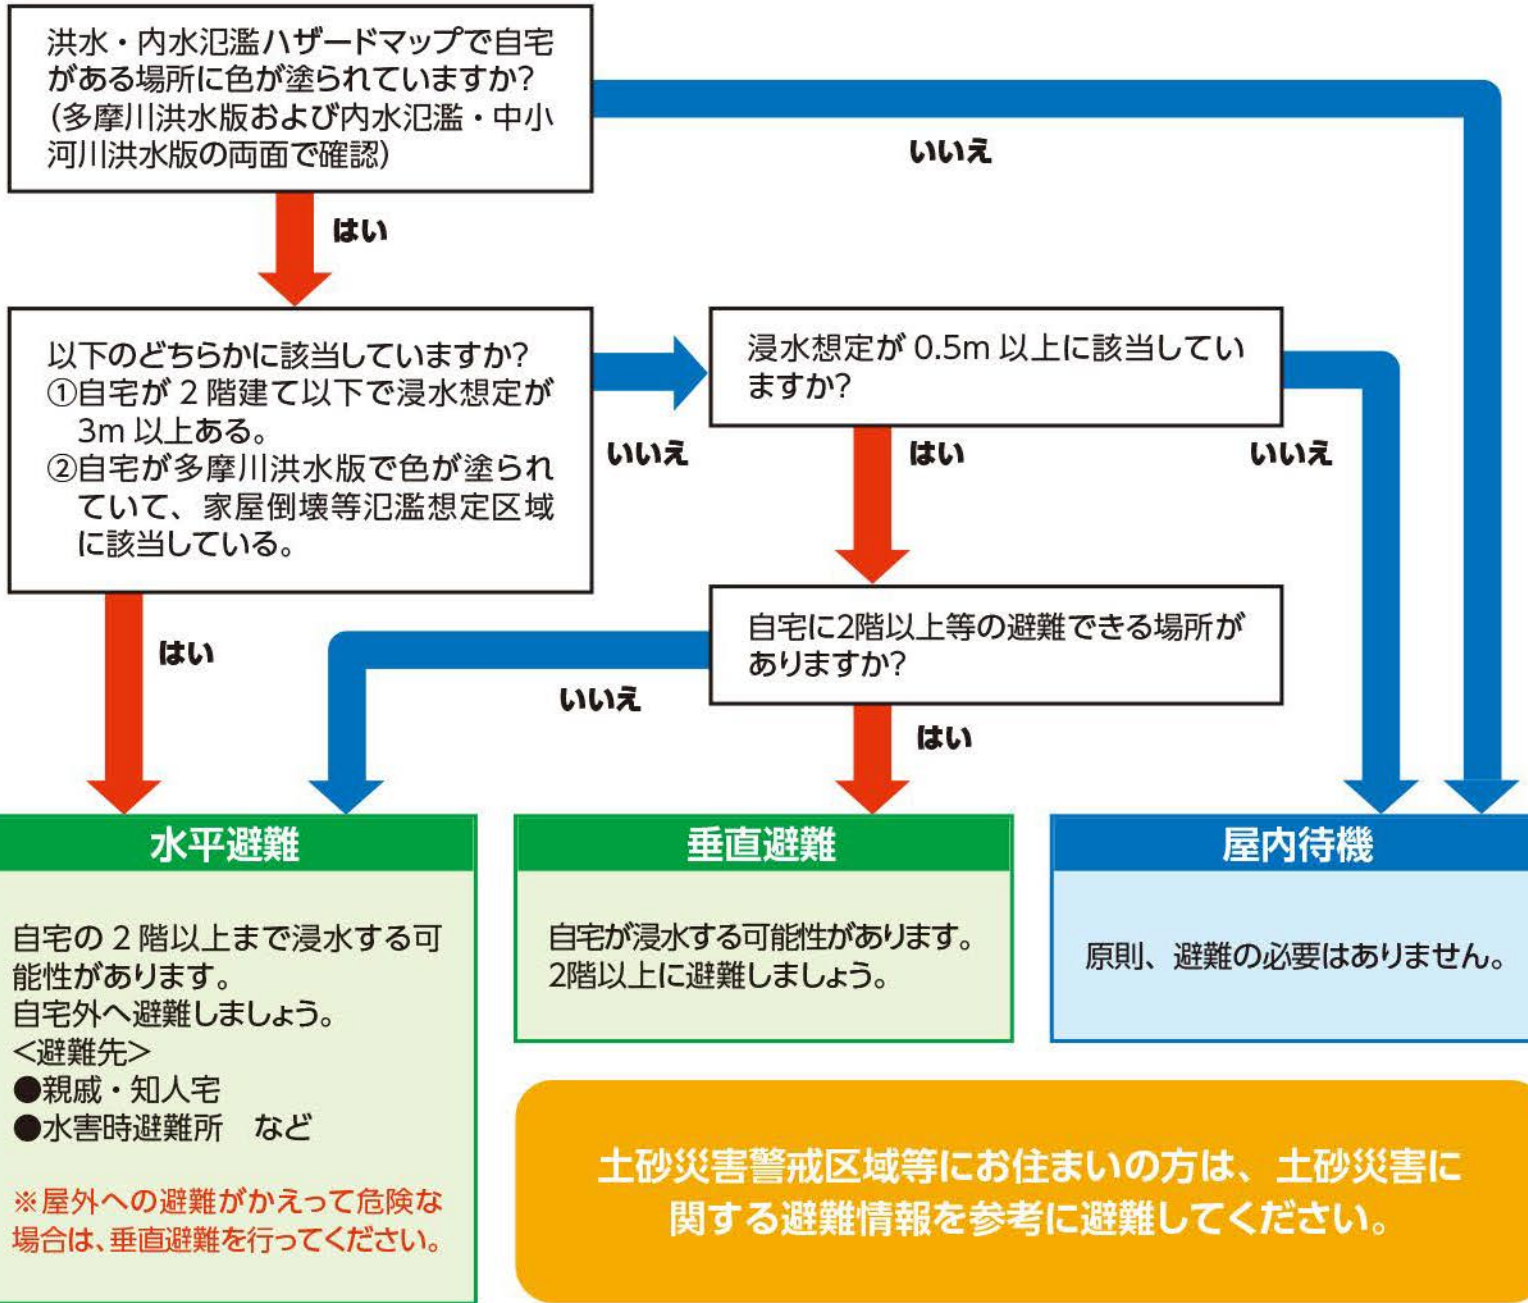 洪水・内水氾濫ハザードマップで自宅
がある場所に色が塗られていますか？
（多摩川洪水版および内水氾濫・中小
河川洪水版の両面で確認）
いいえ
はい
以下のどちらかに該当していますか？
①自宅が 2 階建て以下で浸水想定が
3m 以上ある。
②自宅が多摩川洪水版で色が塗られ
ていて、家屋倒壊等氾濫想定区域
に該当している。
いいえ
浸水想定が 0.5m 以上に該当してい
ますか？
はい
いいえ
はい
自宅に2階以上等の避難できる場所が
ありますか？
いいえ
はい
水平避難
自宅の 2 階以上まで浸水する可
能性があります。
自宅外へ避難しましょう。
＜避難先＞
●親戚・知人宅
●水害時避難所　など
※屋外への避難がかえって危険な
場合は、垂直避難を行ってください。
垂直避難
自宅が浸水する可能性があります。
2階以上に避難しましょう。
屋内待機
原則、避難の必要はありません。
土砂災害警戒区域等にお住まいの方は、土砂災害に
関する避難情報を参考に避難してください。